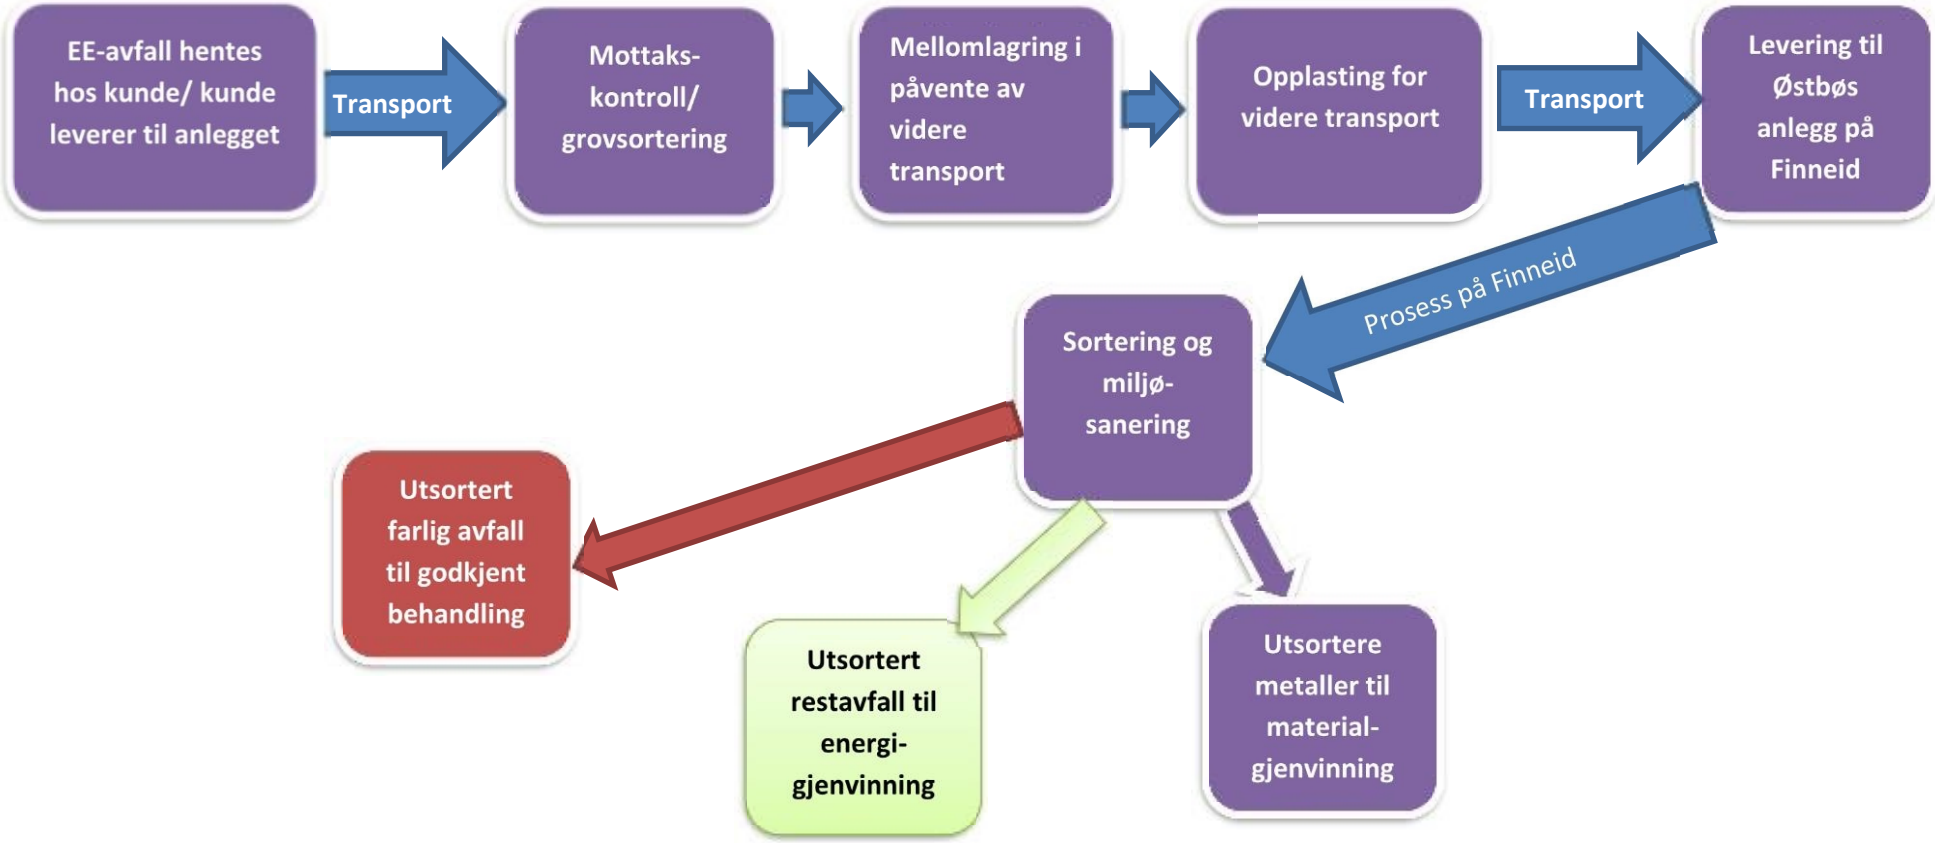 EE-avfall hentes
hos kunde/ kunde
leverer til anlegget
Transport
Mottaks-
kontroll/
grovsortering
Mellomlagring i
påvente av
videre
transport
Opplasting for
videre transport
Transport
Levering til
Østbøs
anlegg på
Finneid
Prosess på Finneid
Sortering og
miljø-
sanering
Utsortert
farlig avfall
til godkjent
behandling
Utsortert
restavfall til
energi-
gjenvinning
Utsortere
metaller til
material-
gjenvinning